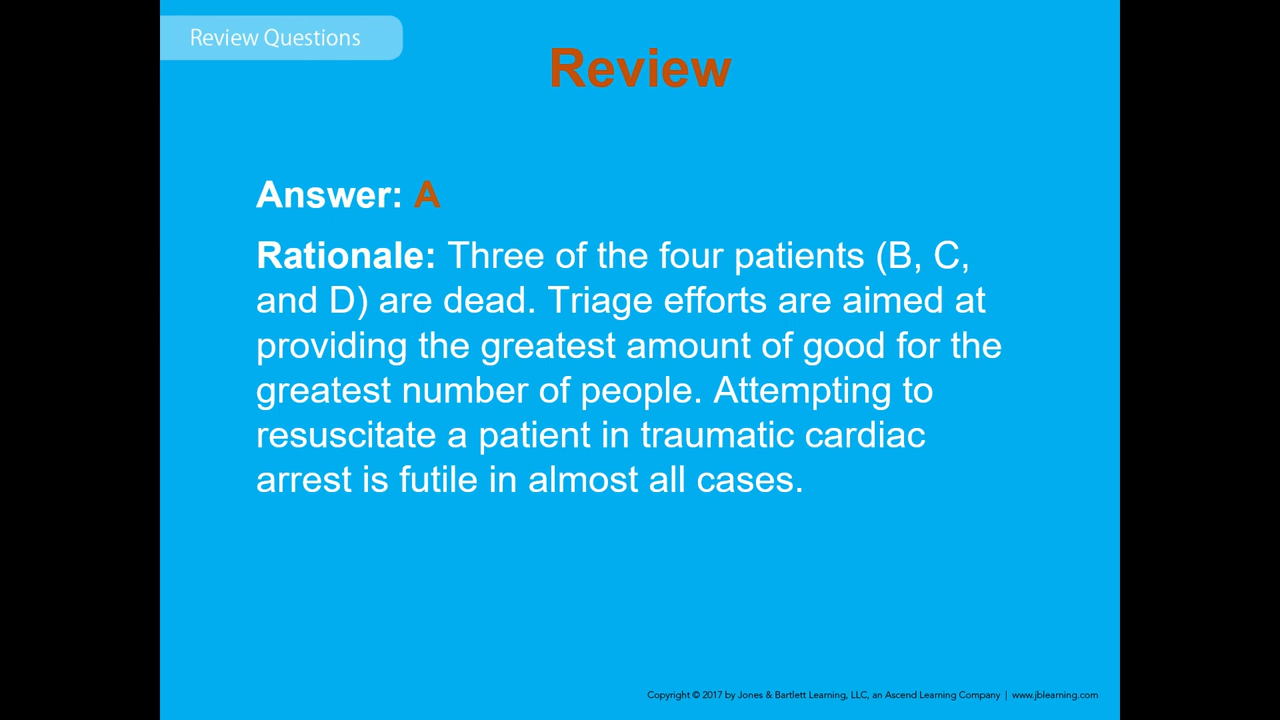 Review Questions
Review
Answer: A
Rationale: Three of the four patients (B, C,
and D) are dead. Triage efforts are aimed at
providing the greatest amount of good for the
greatest number of people. Attempting to
resuscitate a patient in traumatic cardiac
arrest is futile in almost all cases.
Copyright © 2017 by Jones & Bartlett Learning, LLC, an Ascend Learning Company | www.jblearning.com